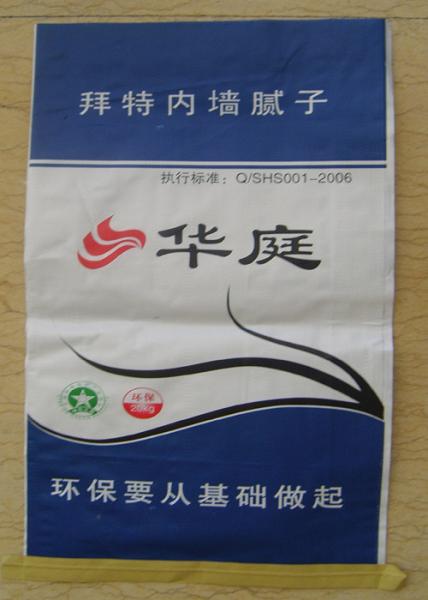 拜特内墙腻子
执行标准：Q/SHS001-2006
华庭
环保
20kg
环保要从基础做起